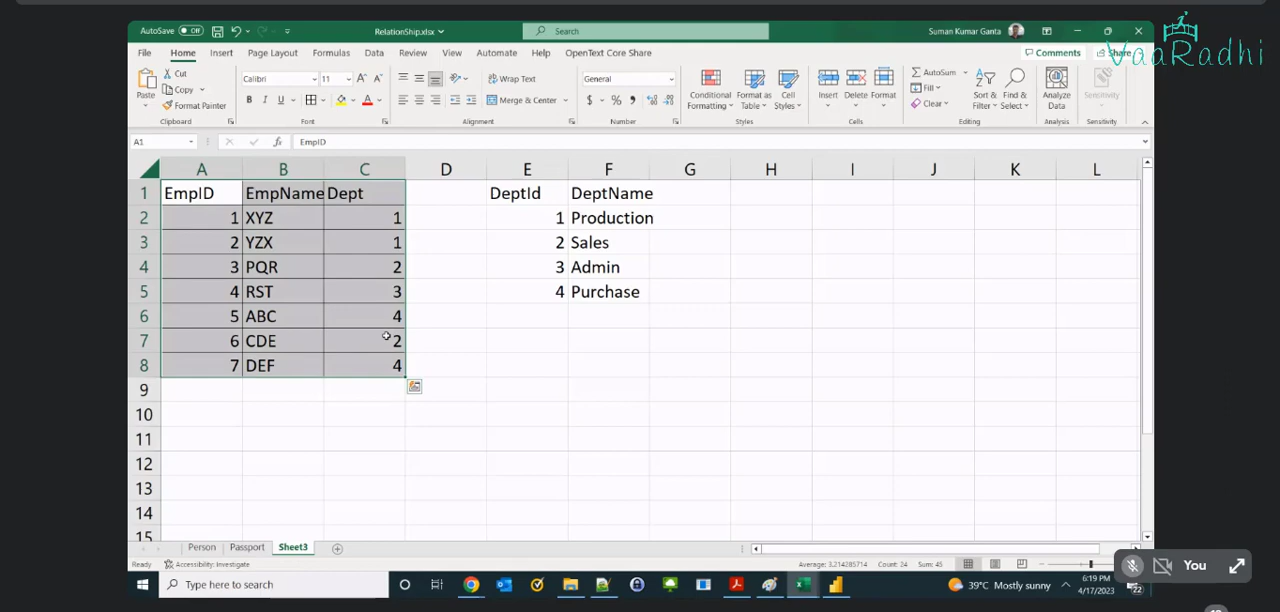 AutoSave Off RelationShip.xlsx Search Suman Kumar Ganta
VaaRadhi
File Home Insert Page Layout Formulas Data Review View Automate Help OpenText Core Share Comments Share
Paste Cut Copy Format Painter Clipboard
Calibri 11 B I U A Font
Wrap Text Merge & Center Alignment
General $ % , Number
Conditional Formatting Format as Table Cell Styles Styles
Insert Delete Format Cells
AutoSum Fill Clear Sort & Filter Find & Select Editing
Analyze Data Analysis
Sensitivity Sensitivity
A1 fx EmpID
A B C D E F G H I J K L
1 EmpID EmpName Dept DeptId DeptName
2 1 XYZ 1 1 Production
3 2 YZX 1 2 Sales
4 3 PQR 2 3 Admin
5 4 RST 3 4 Purchase
6 5 ABC 4
7 6 CDE 2
8 7 DEF 4
9
10
11
12
13
14
15
Person Passport Sheet3
Ready Accessibility: Investigate Average: 3.214285714 Count: 24 Sum: 45
You
Type here to search 39°C Mostly sunny 6:19 PM
4/17/2023 22